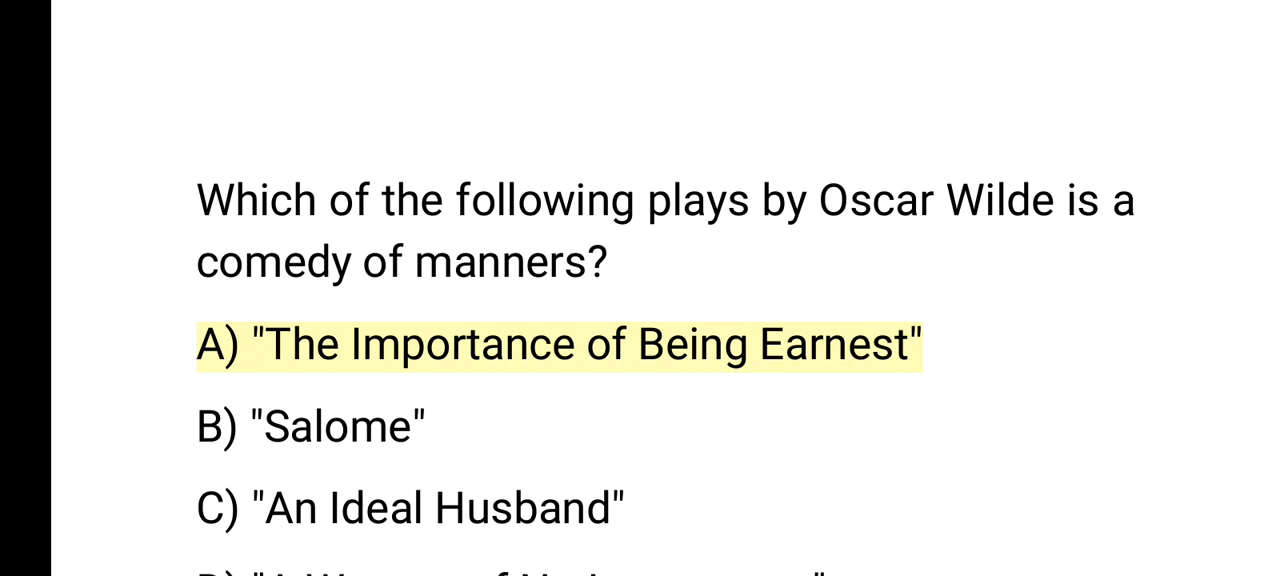 Which of the following plays by Oscar Wilde is a
comedy of manners?
A) "The Importance of Being Earnest"
B) "Salome"
C) "An Ideal Husband"